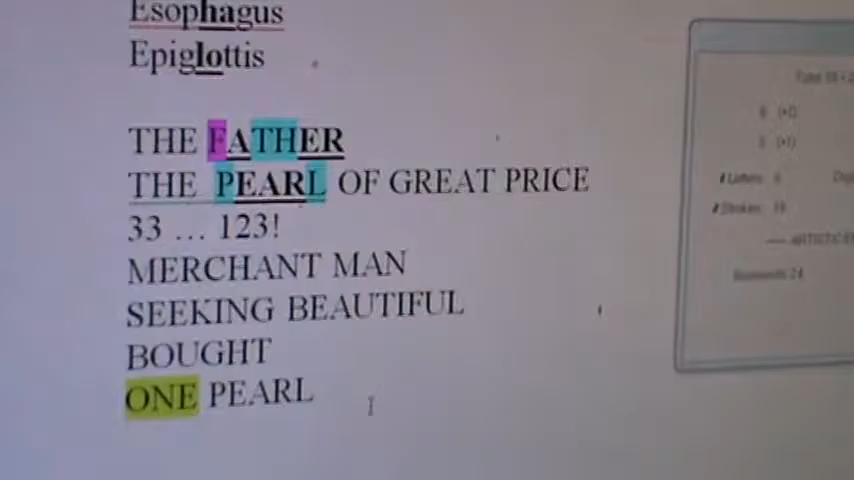 Esophagus
Epiglottis
THE FATHER
THE PEARL OF GREAT PRICE
33 ... 123!
MERCHANT MAN
SEEKING BEAUTIFUL
BOUGHT
ONE PEARL